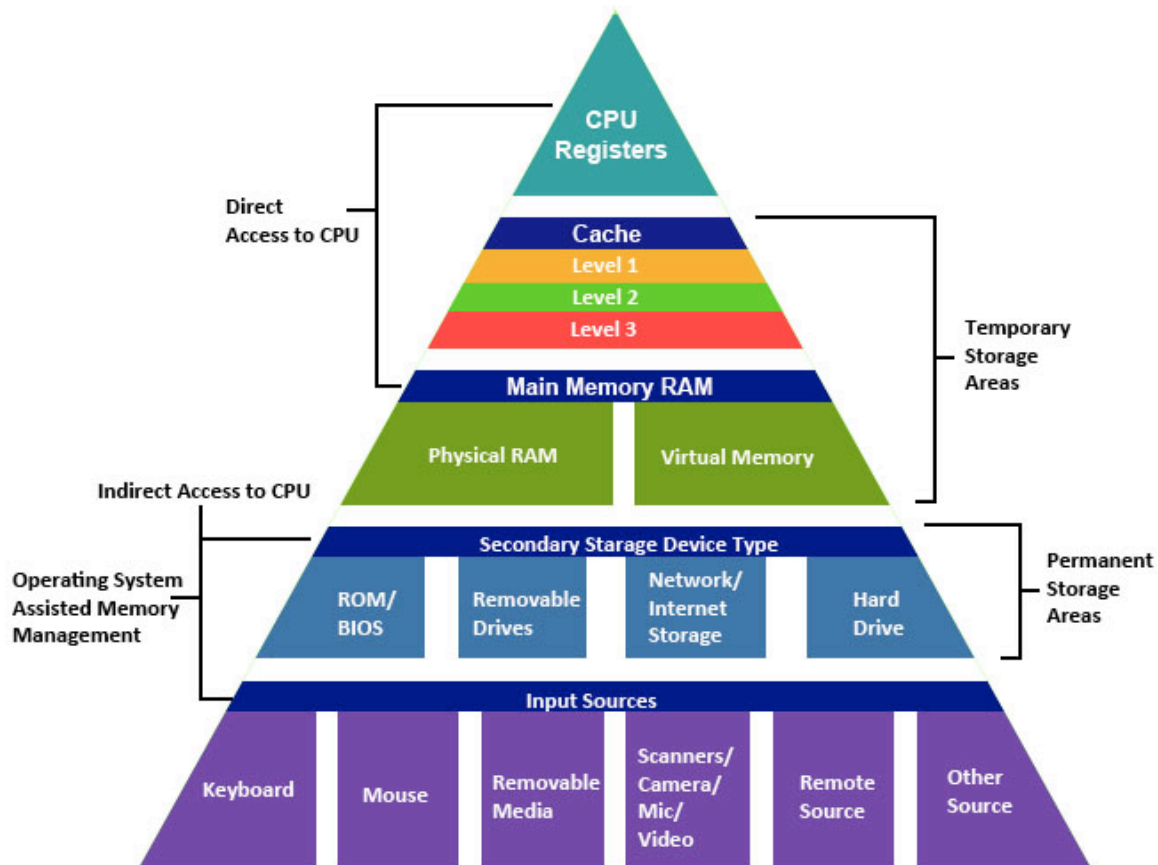 CPU
Registers
Direct
Access to CPU
Cache
Level 1
Level 2
Level 3
Temporary
Storage
Areas
Main Memory RAM
Physical RAM
Virtual Memory
Indirect Access to CPU
Operating System
Assisted Memory
Management
Secondary Starage Device Type
ROM/
BIOS
Removable
Drives
Network/
Internet
Storage
Hard
Drive
Permanent
Storage
Areas
Input Sources
Keyboard
Mouse
Removable
Media
Scanners/
Camera/
Mic/
Video
Remote
Source
Other
Source